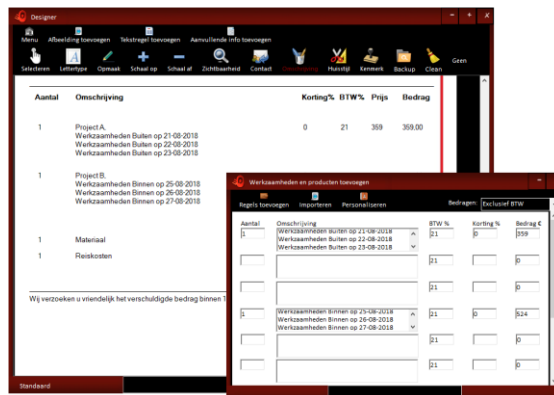 Designer
Menu Afbeelding toevoegen Tekstregel toevoegen Aanvullende info toevoegen
Selecteren Lettertype Opmaak Schaal op Schaal af Zichtbaarheid Contact Omschrijving Huisstijl Kenmerk Backup Clean Geen
Aantal Omschrijving Korting% BTW% Prijs Bedrag
1 Project A. 0 21 359 359,00
Werkzaamheden Buiten op 21-08-2018
Werkzaamheden Buiten op 22-08-2018
Werkzaamheden Buiten op 23-08-2018
1 Project B.
Werkzaamheden Binnen op 25-08-2018
Werkzaamheden Binnen op 26-08-2018
Werkzaamheden Binnen op 27-08-2018
1 Materiaal
1 Reiskosten
Wij verzoeken u vriendelijk het verschuldigde bedrag binnen 1
Standaard
Werkzaamheden en producten toevoegen
Regels toevoegen Importeren Personaliseren Bedragen: Exclusief BTW
Aantal Omschrijving BTW % Korting % Bedrag €
1 Werkzaamheden Buiten op 21-08-2018 21 0 359
Werkzaamheden Buiten op 22-08-2018
Werkzaamheden Buiten op 23-08-2018
21 0
21 0
1 Werkzaamheden Binnen op 25-08-2018 21 0 524
Werkzaamheden Binnen op 26-08-2018
Werkzaamheden Binnen op 27-08-2018
21 0
21 0